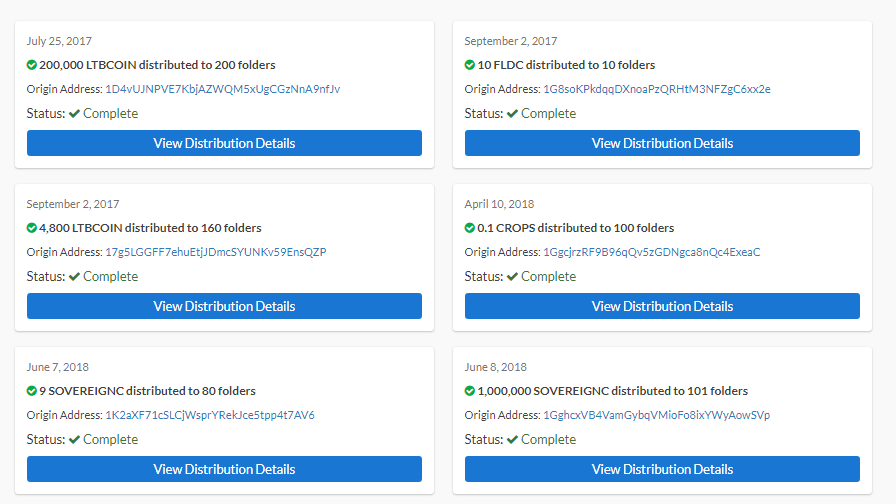 July 25, 2017
200,000 LTBCOIN distributed to 200 folders
Origin Address: 1D4vUJNPVE7KbjAZWQM5xUgCGzNnA9nfJv
Status: Complete
View Distribution Details
September 2, 2017
10 FLDC distributed to 10 folders
Origin Address: 1G8soKPkdqqDXnoaPzQRHtM3NFZgC6xx2e
Status: Complete
View Distribution Details
September 2, 2017
4,800 LTBCOIN distributed to 160 folders
Origin Address: 17g5LGGFF7ehuEtjJDmcSYUNKv59EnsQZP
Status: Complete
View Distribution Details
April 10, 2018
0.1 CROPS distributed to 100 folders
Origin Address: 1GgcjrzRF9B96qQv5zGDNgca8nQc4ExeaC
Status: Complete
View Distribution Details
June 7, 2018
9 SOVEREIGNC distributed to 80 folders
Origin Address: 1K2aXF71cSLCjWsprYRekJce5tpp4t7AV6
Status: Complete
View Distribution Details
June 8, 2018
1,000,000 SOVEREIGNC distributed to 101 folders
Origin Address: 1GghcxVB4VamGybqVMioFo8ixYWyAowSVp
Status: Complete
View Distribution Details